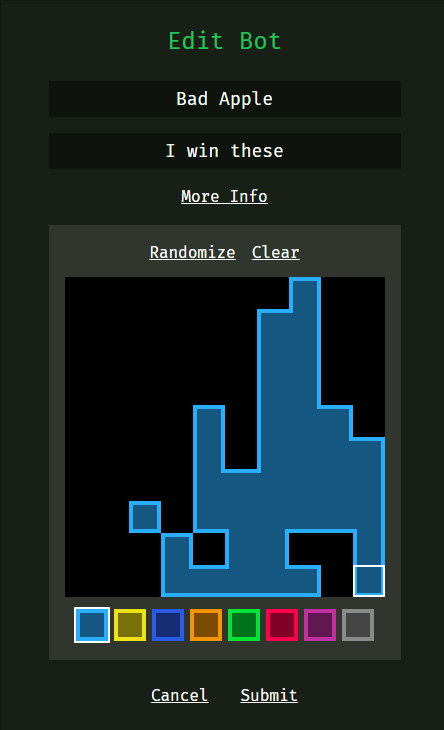 Edit Bot
Bad Apple
I win these
More Info
Randomize Clear
Cancel Submit